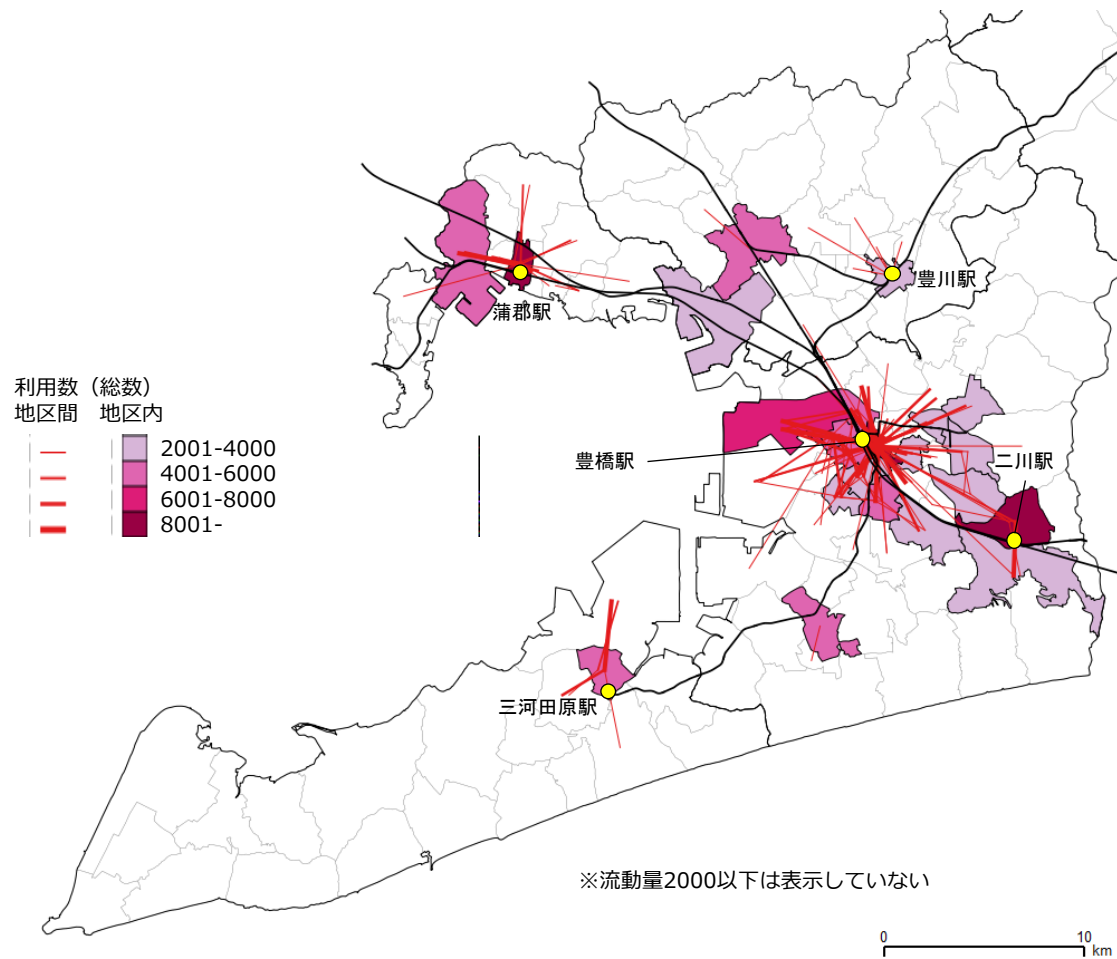 豊川駅
蒲郡駅
利用数（総数）
地区間 地区内
2001-4000
4001-6000
6001-8000
8001-
豊橋駅
二川駅
三河田原駅
※流動量2000以下は表示していない
0 10
km